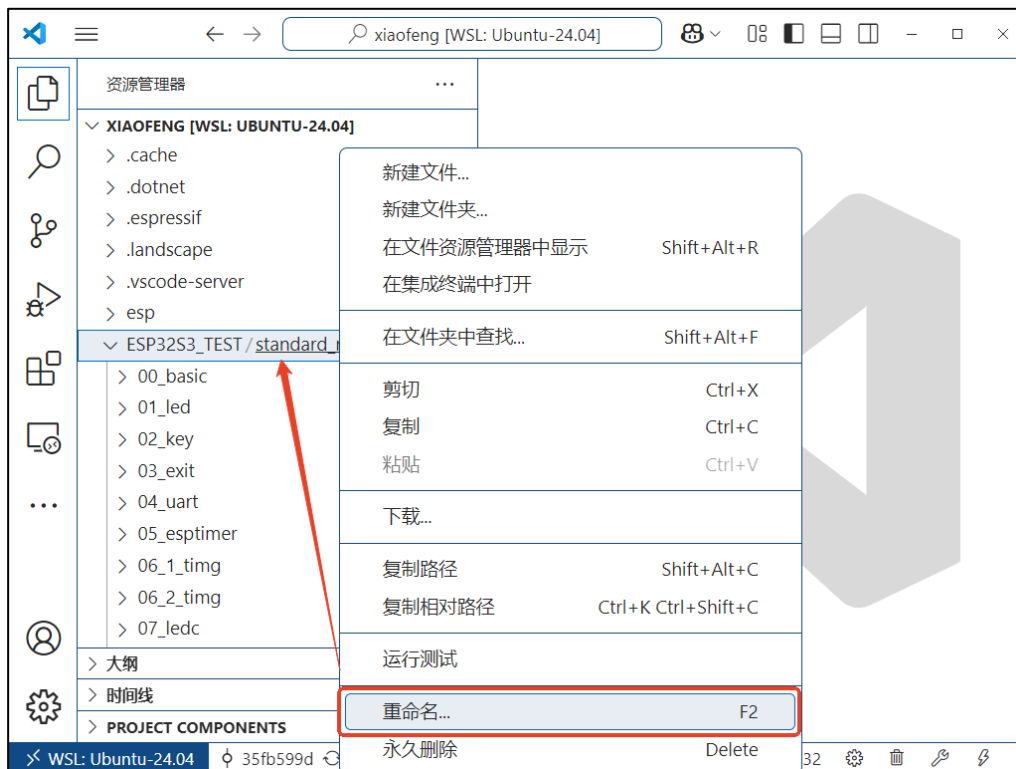 xiaofeng [WSL: Ubuntu-24.04]
资源管理器
XIAOFENG [WSL: UBUNTU-24.04]
.cache
.dotnet
.espressif
.landscape
.vscode-server
esp
ESP32S3_TEST / standard_
00_basic
01_led
02_key
03_exit
04_uart
05_esptimer
06_1_timg
06_2_timg
07_ledc
大纲
时间线
PROJECT COMPONENTS
新建文件...
新建文件夹...
在文件资源管理器中显示 Shift+Alt+R
在集成终端中打开
在文件夹中查找... Shift+Alt+F
剪切 Ctrl+X
复制 Ctrl+C
粘贴 Ctrl+V
下载...
复制路径 Shift+Alt+C
复制相对路径 Ctrl+K Ctrl+Shift+C
运行测试
重命名... F2
永久删除 Delete
WSL: Ubuntu-24.04 35fb599d 32